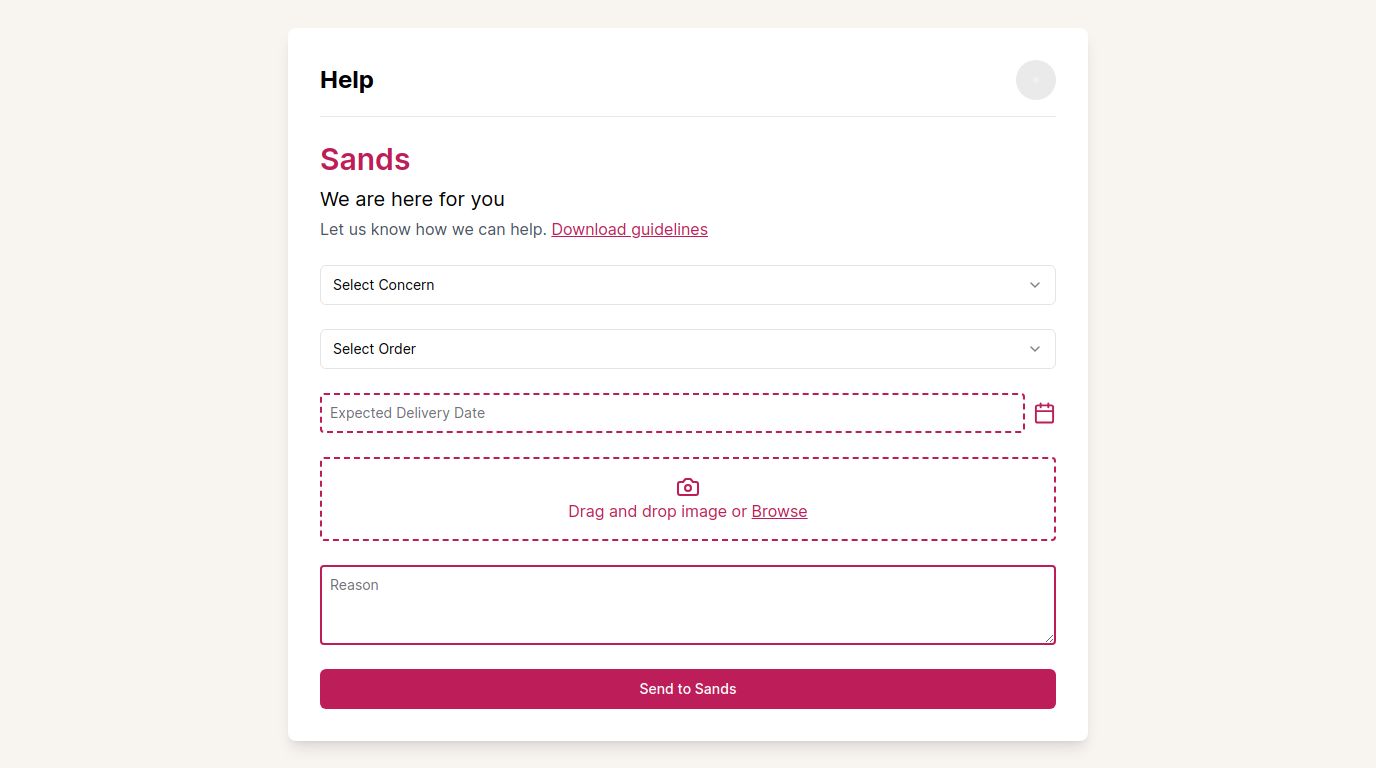 Help
Sands
We are here for you
Let us know how we can help. Download guidelines
Select Concern
Select Order
Expected Delivery Date
Drag and drop image or Browse
Reason
Send to Sands